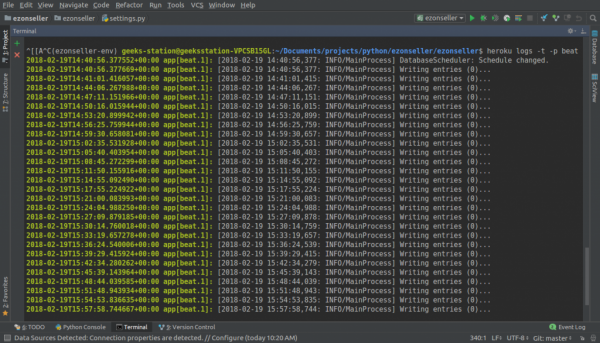 File Edit View Navigate Code Refactor Run Tools VCS Window Help
ezonseller ezonseller settings.py ezonseller Git:
Terminal
^[[A^C(ezonseller-env) geeks-station@geeksstation-VPCSB15GL:~/Documents/projects/python/ezonseller/ezonseller$ heroku logs -t -p beat
2018-02-19T14:40:56.377552+00:00 app[beat.1]: [2018-02-19 14:40:56,377: INFO/MainProcess] DatabaseScheduler: Schedule changed.
2018-02-19T14:40:56.377689+00:00 app[beat.1]: [2018-02-19 14:40:56,377: INFO/MainProcess] Writing entries (0)...
2018-02-19T14:41:01.416057+00:00 app[beat.1]: [2018-02-19 14:41:01,415: INFO/MainProcess] Writing entries (0)...
2018-02-19T14:44:06.267988+00:00 app[beat.1]: [2018-02-19 14:44:06,267: INFO/MainProcess] Writing entries (0)...
2018-02-19T14:47:11.151966+00:00 app[beat.1]: [2018-02-19 14:47:11,151: INFO/MainProcess] Writing entries (0)...
2018-02-19T14:50:16.015944+00:00 app[beat.1]: [2018-02-19 14:50:16,015: INFO/MainProcess] Writing entries (0)...
2018-02-19T14:53:20.899942+00:00 app[beat.1]: [2018-02-19 14:53:20,899: INFO/MainProcess] Writing entries (0)...
2018-02-19T14:56:25.759944+00:00 app[beat.1]: [2018-02-19 14:56:25,759: INFO/MainProcess] Writing entries (0)...
2018-02-19T14:59:30.658081+00:00 app[beat.1]: [2018-02-19 14:59:30,657: INFO/MainProcess] Writing entries (0)...
2018-02-19T15:02:35.531928+00:00 app[beat.1]: [2018-02-19 15:02:35,531: INFO/MainProcess] Writing entries (0)...
2018-02-19T15:05:40.403954+00:00 app[beat.1]: [2018-02-19 15:05:40,403: INFO/MainProcess] Writing entries (0)...
2018-02-19T15:08:45.272299+00:00 app[beat.1]: [2018-02-19 15:08:45,272: INFO/MainProcess] Writing entries (0)...
2018-02-19T15:11:50.155916+00:00 app[beat.1]: [2018-02-19 15:11:50,155: INFO/MainProcess] Writing entries (0)...
2018-02-19T15:14:55.092490+00:00 app[beat.1]: [2018-02-19 15:14:55,092: INFO/MainProcess] Writing entries (0)...
2018-02-19T15:17:55.224922+00:00 app[beat.1]: [2018-02-19 15:17:55,224: INFO/MainProcess] Writing entries (0)...
2018-02-19T15:21:00.083993+00:00 app[beat.1]: [2018-02-19 15:21:00,083: INFO/MainProcess] Writing entries (0)...
2018-02-19T15:24:04.988250+00:00 app[beat.1]: [2018-02-19 15:24:04,988: INFO/MainProcess] Writing entries (0)...
2018-02-19T15:27:09.879185+00:00 app[beat.1]: [2018-02-19 15:27:09,878: INFO/MainProcess] Writing entries (0)...
2018-02-19T15:30:14.760018+00:00 app[beat.1]: [2018-02-19 15:30:14,759: INFO/MainProcess] Writing entries (0)...
2018-02-19T15:33:19.657279+00:00 app[beat.1]: [2018-02-19 15:33:19,657: INFO/MainProcess] Writing entries (0)...
2018-02-19T15:36:24.540006+00:00 app[beat.1]: [2018-02-19 15:36:24,539: INFO/MainProcess] Writing entries (0)...
2018-02-19T15:39:29.415924+00:00 app[beat.1]: [2018-02-19 15:39:29,415: INFO/MainProcess] Writing entries (0)...
2018-02-19T15:42:34.280262+00:00 app[beat.1]: [2018-02-19 15:42:34,279: INFO/MainProcess] Writing entries (0)...
2018-02-19T15:45:39.143964+00:00 app[beat.1]: [2018-02-19 15:45:39,143: INFO/MainProcess] Writing entries (0)...
2018-02-19T15:48:44.039585+00:00 app[beat.1]: [2018-02-19 15:48:44,039: INFO/MainProcess] Writing entries (0)...
2018-02-19T15:51:48.943934+00:00 app[beat.1]: [2018-02-19 15:51:48,943: INFO/MainProcess] Writing entries (0)...
2018-02-19T15:54:53.836635+00:00 app[beat.1]: [2018-02-19 15:54:53,835: INFO/MainProcess] Writing entries (0)...
2018-02-19T15:57:58.744667+00:00 app[beat.1]: [2018-02-19 15:57:58,744: INFO/MainProcess] Writing entries (0)...
1: Project
2: Structure
2: Favorites
Database
SciView
6: TODO Python Console Terminal 9: Version Control Event Log
Data Sources Detected: Connection properties are detected. // Configure (today 10:20 AM) 340:1 LF÷ UTF-8÷ Git: master÷